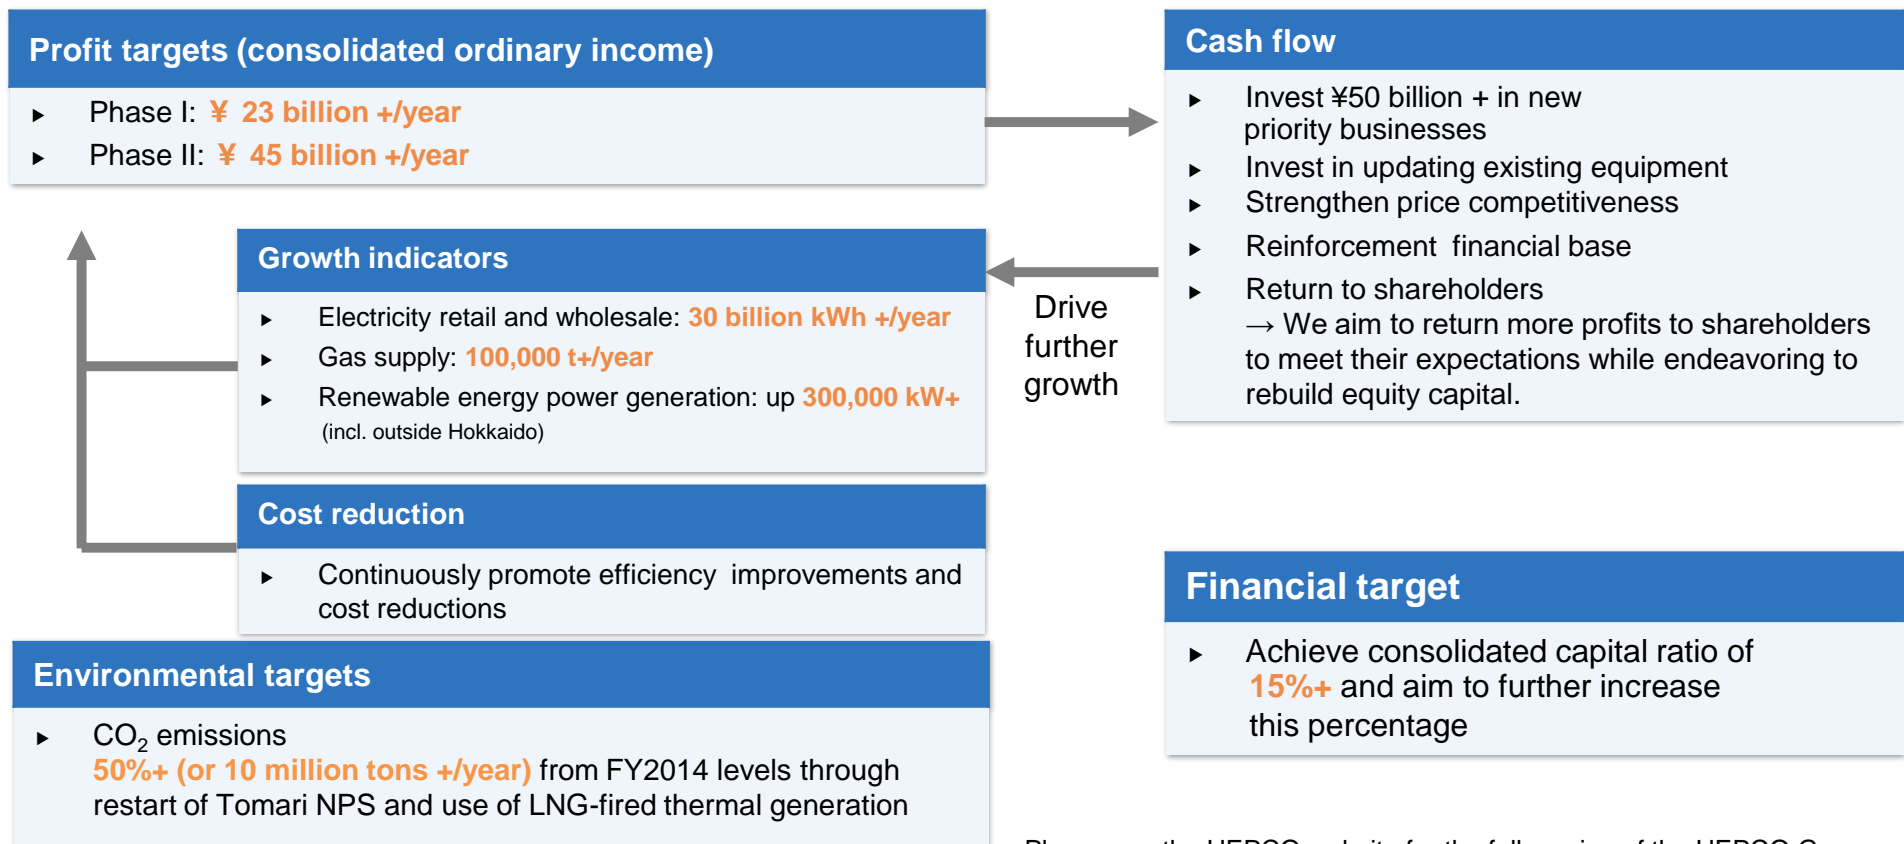 Profit targets (consolidated ordinary income)
▸ Phase I: ¥ 23 billion +/year
▸ Phase II: ¥ 45 billion +/year
Growth indicators
▸ Electricity retail and wholesale: 30 billion kWh +/year
▸ Gas supply: 100,000 t+/year
▸ Renewable energy power generation: up 300,000 kW+
(incl. outside Hokkaido)
Cost reduction
▸ Continuously promote efficiency improvements and
cost reductions
Environmental targets
▸ CO₂ emissions
50%+ (or 10 million tons +/year) from FY2014 levels through
restart of Tomari NPS and use of LNG-fired thermal generation
Cash flow
▸ Invest ¥50 billion + in new
priority businesses
▸ Invest in updating existing equipment
▸ Strengthen price competitiveness
▸ Reinforcement financial base
▸ Return to shareholders
→ We aim to return more profits to shareholders
to meet their expectations while endeavoring to
rebuild equity capital.
Drive
further
growth
Financial target
▸ Achieve consolidated capital ratio of
15%+ and aim to further increase
this percentage